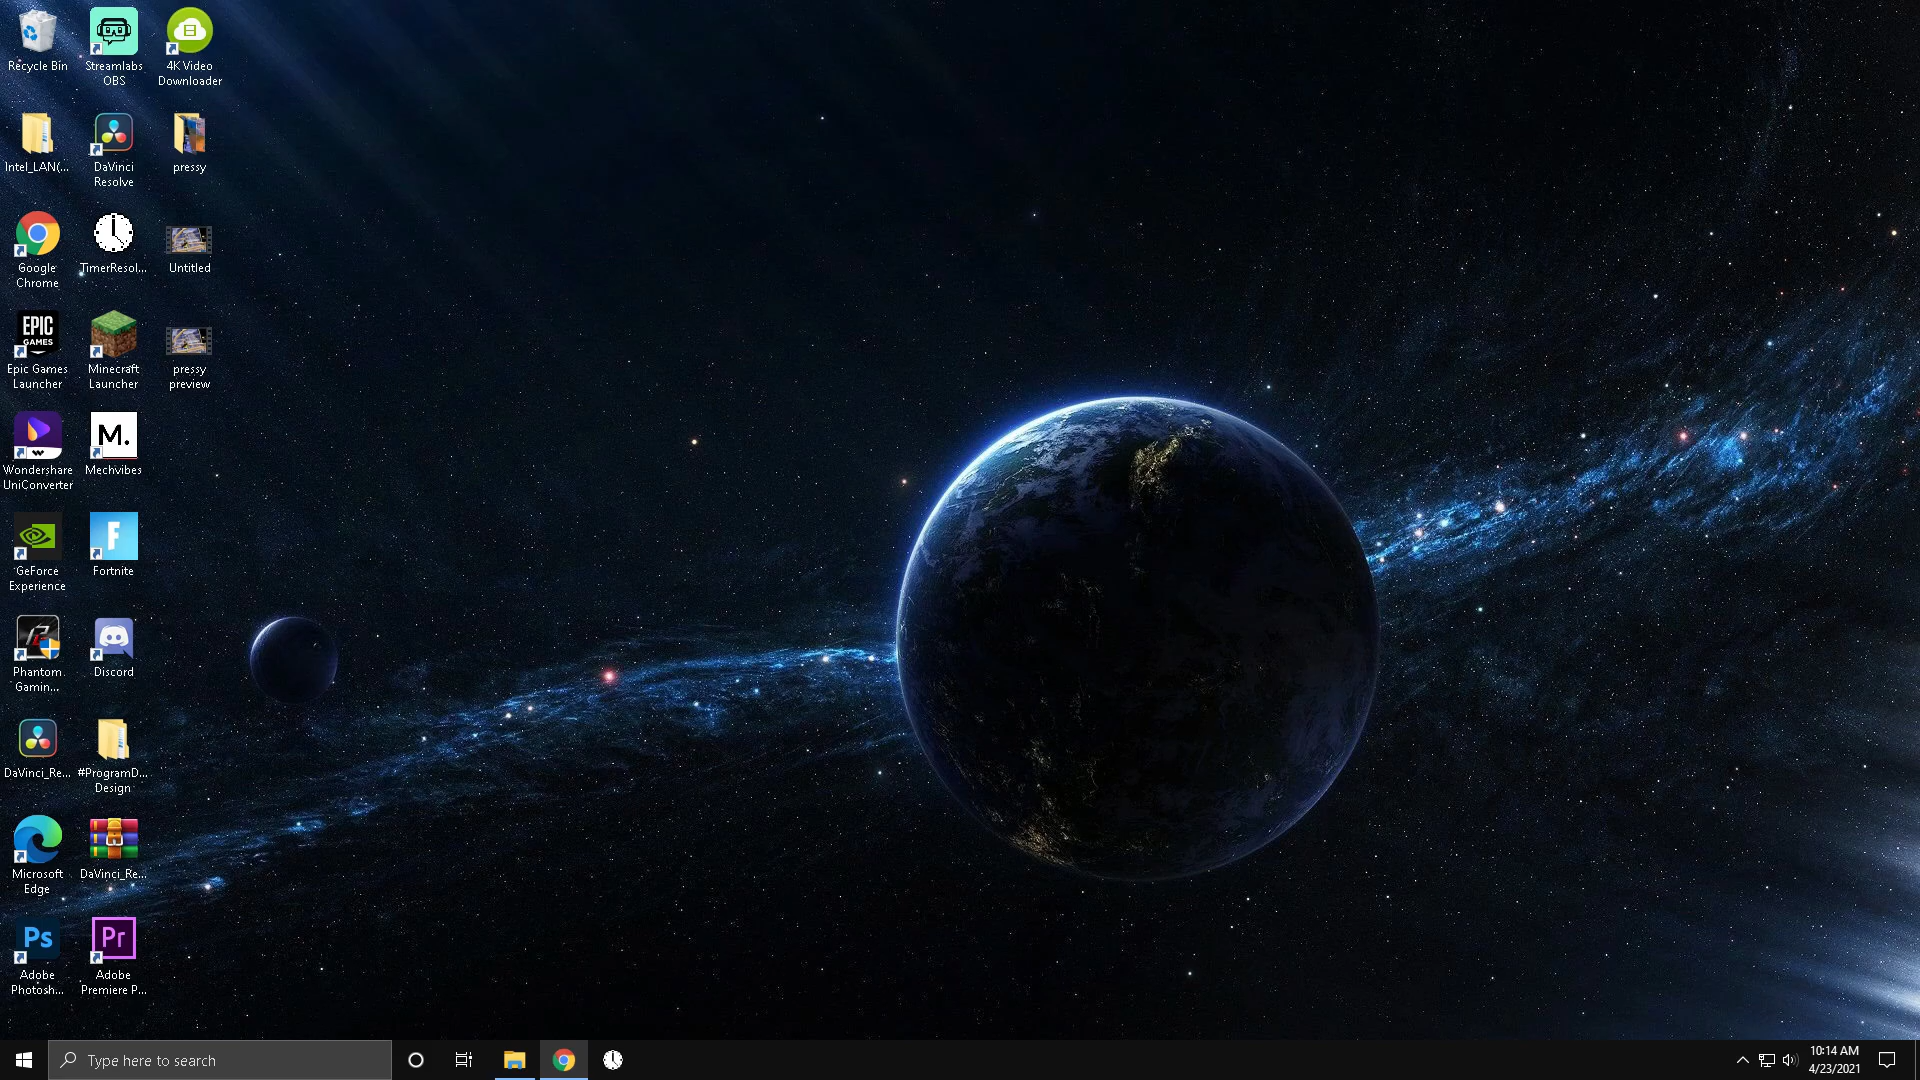 Recycle Bin
Streamlabs
OBS
4K Video
Downloader
Intel_LAN(...
DaVinci
Resolve
pressy
Google
Chrome
TimerResol...
Untitled
EPIC
GAMES
Epic Games
Launcher
Minecraft
Launcher
pressy
preview
Wondershare
UniConverter
M.
Mechvibes
GeForce
Experience
F
Fortnite
Phantom
Gamin...
Discord
DaVinci_Re...
#ProgramD...
Design
Microsoft
Edge
DaVinci_Re...
Ps
Adobe
Photosh...
Pr
Adobe
Premiere P...
Type here to search
10:14 AM
4/23/2021